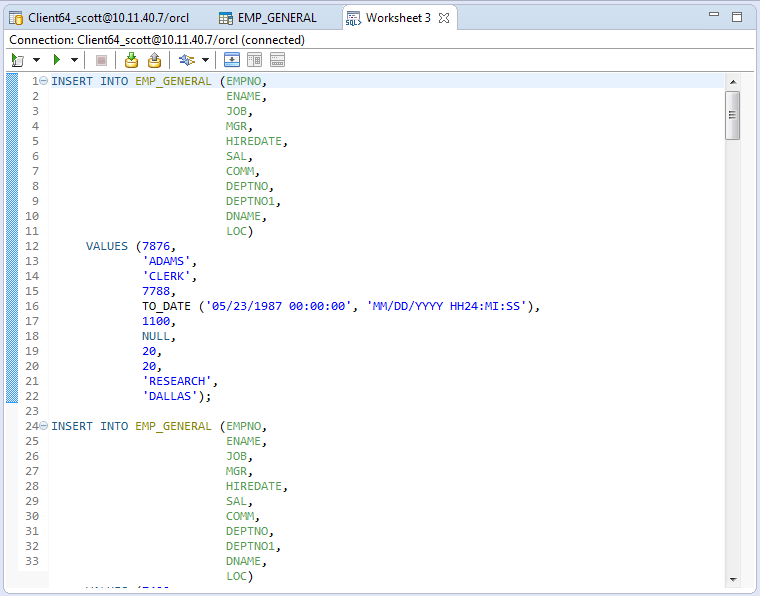 Client64_scott@10.11.40.7/orcl EMP_GENERAL Worksheet 3
Connection: Client64_scott@10.11.40.7/orcl (connected)
1 INSERT INTO EMP_GENERAL (EMPNO,
2 ENAME,
3 JOB,
4 MGR,
5 HIREDATE,
6 SAL,
7 COMM,
8 DEPTNO,
9 DEPTNO1,
10 DNAME,
11 LOC)
12 VALUES (7876,
13 'ADAMS',
14 'CLERK',
15 7788,
16 TO_DATE ('05/23/1987 00:00:00', 'MM/DD/YYYY HH24:MI:SS'),
17 1100,
18 NULL,
19 20,
20 20,
21 'RESEARCH',
22 'DALLAS');
23
24 INSERT INTO EMP_GENERAL (EMPNO,
25 ENAME,
26 JOB,
27 MGR,
28 HIREDATE,
29 SAL,
30 COMM,
31 DEPTNO,
32 DEPTNO1,
33 DNAME,
LOC)